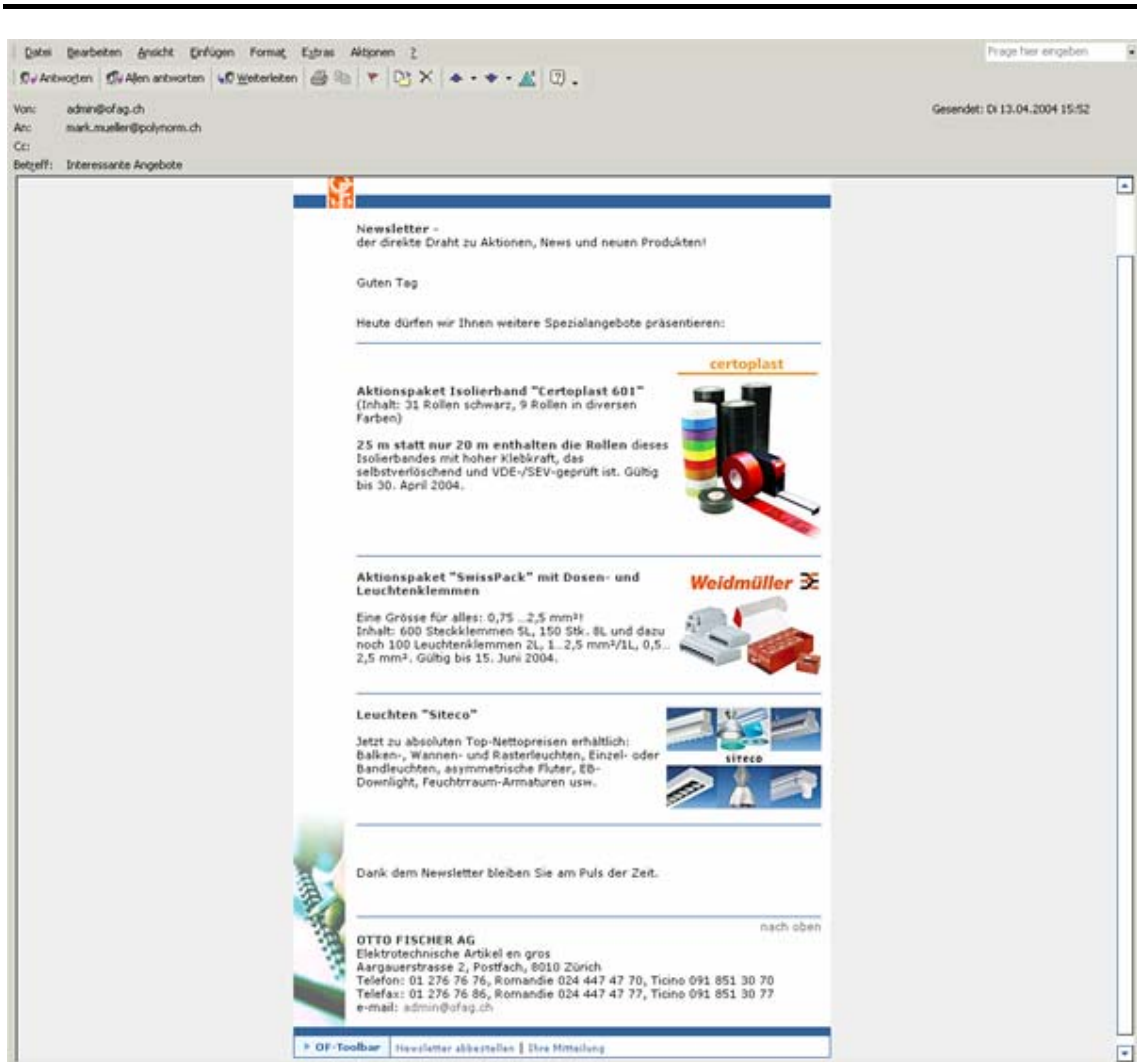 Datei Bearbeiten Ansicht Einfügen Format Extras Aktionen ?
Frage hier eingeben
Antworten Allen antworten Weiterleiten
Von: admin@ofag.ch
Gesendet: Di 13.04.2004 15:52
An: mark.mueller@polynorm.ch
Cc:
Betreff: Interessante Angebote
Newsletter -
der direkte Draht zu Aktionen, News und neuen Produkten!
Guten Tag
Heute dürfen wir Ihnen weitere Spezialangebote präsentieren:
certoplast
Aktionspaket Isolierband "Certoplast 601"
(Inhalt: 31 Rollen schwarz, 9 Rollen in diversen
Farben)
25 m statt nur 20 m enthalten die Rollen dieses
Isolierbandes mit hoher Klebkraft, das
selbstverlöschend und VDE-/SEV-geprüft ist. Gültig
bis 30. April 2004.
Aktionspaket "SwissPack" mit Dosen- und
Leuchtenklemmen
Weidmüller
Eine Grösse für alles: 0,75 ..2,5 mm²!
Inhalt: 600 Steckklemmen 5L, 150 Stk. 8L und dazu
noch 100 Leuchtenklemmen 2L, 1..2,5 mm²/1L, 0,5..
2,5 mm². Gültig bis 15. Juni 2004.
Leuchten "Siteco"
Jetzt zu absoluten Top-Nettopreisen erhältlich:
Balken-, Wannen- und Rasterleuchten, Einzel- oder
Bandleuchten, asymmetrische Fluter, EB-
Downlight, Feuchtrraum-Armaturen usw.
siteco
Dank dem Newsletter bleiben Sie am Puls der Zeit.
nach oben
OTTO FISCHER AG
Elektrotechnische Artikel en gros
Aargauerstrasse 2, Postfach, 8010 Zürich
Telefon: 01 276 76 76, Romandie 024 447 47 70, Ticino 091 851 30 70
Telefax: 01 276 76 86, Romandie 024 447 47 77, Ticino 091 851 30 77
e-mail: admin@ofag.ch
OF-Toolbar Newsletter abbestellen | Ihre Mitteilung